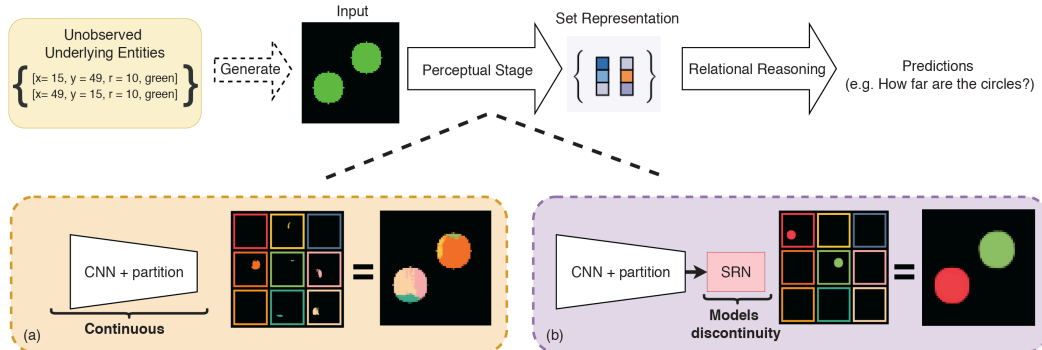 Unobserved
Underlying Entities
{ [x= 15, y = 49, r = 10, green] }
[x= 49, y = 15, r = 10, green]
Generate
Input
Perceptual Stage
Set Representation
{ }
Relational Reasoning
Predictions
(e.g. How far are the circles?)
CNN + partition
Continuous
=
(a)
CNN + partition
SRN
Models
discontinuity
=
(b)